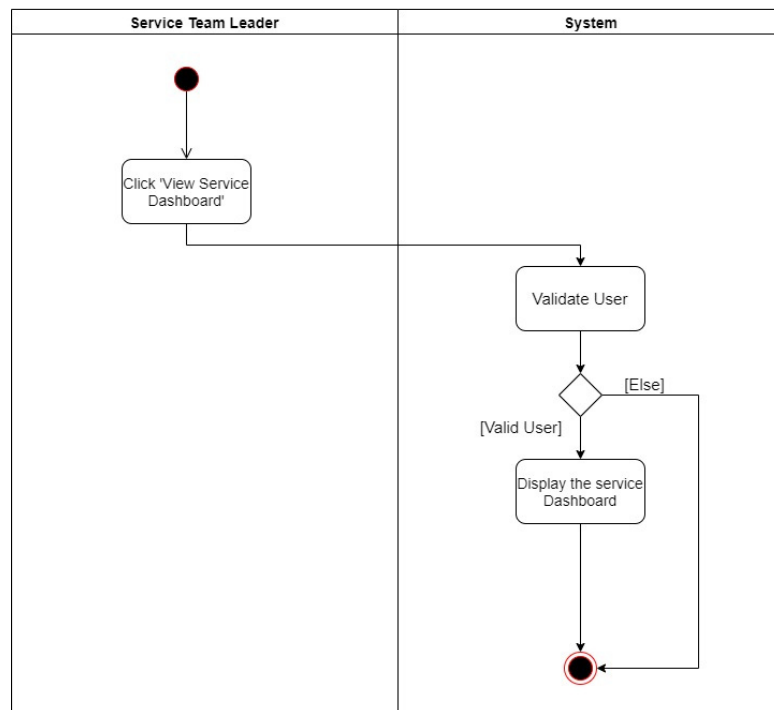 Service Team Leader
System
Click 'View Service
Dashboard'
Validate User
[Else]
[Valid User]
Display the service
Dashboard